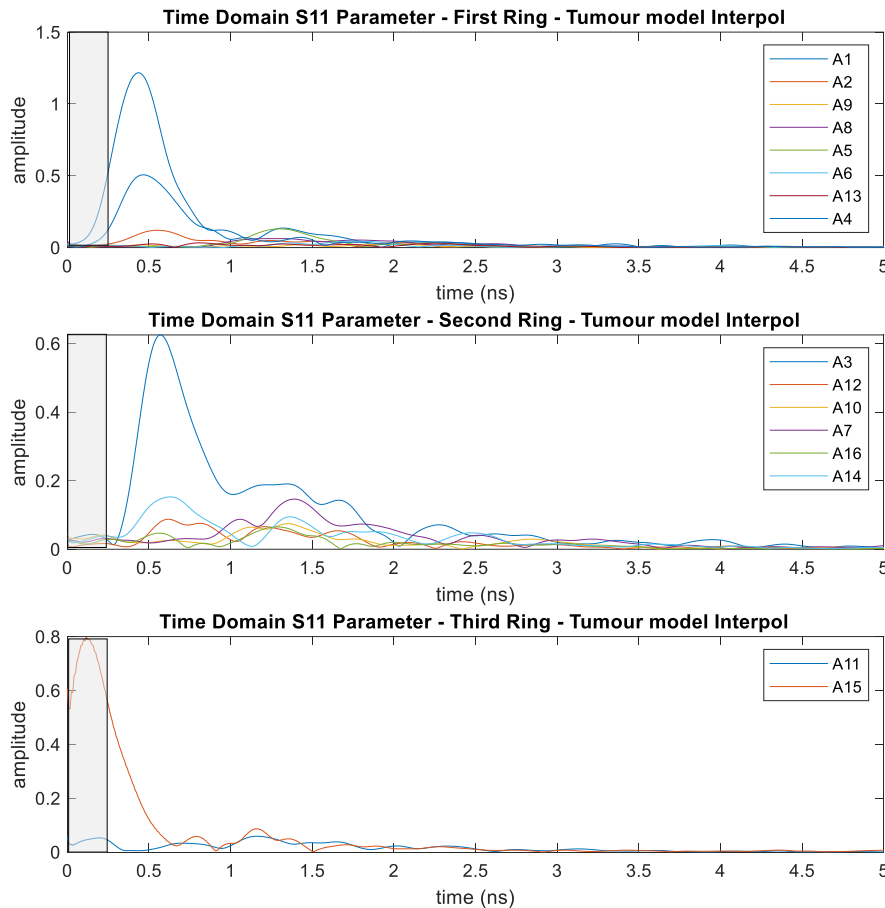 Time Domain S11 Parameter - First Ring - Tumour model Interpol
1.5
1
0.5
0
amplitude
A1
A2
A9
A8
A5
A6
A13
A4
0 0.5 1 1.5 2 2.5 3 3.5 4 4.5 5
time (ns)
Time Domain S11 Parameter - Second Ring - Tumour model Interpol
0.6
0.4
0.2
0
amplitude
A3
A12
A10
A7
A16
A14
0 0.5 1 1.5 2 2.5 3 3.5 4 4.5 5
time (ns)
Time Domain S11 Parameter - Third Ring - Tumour model Interpol
0.8
0.6
0.4
0.2
0
amplitude
A11
A15
0 0.5 1 1.5 2 2.5 3 3.5 4 4.5 5
time (ns)